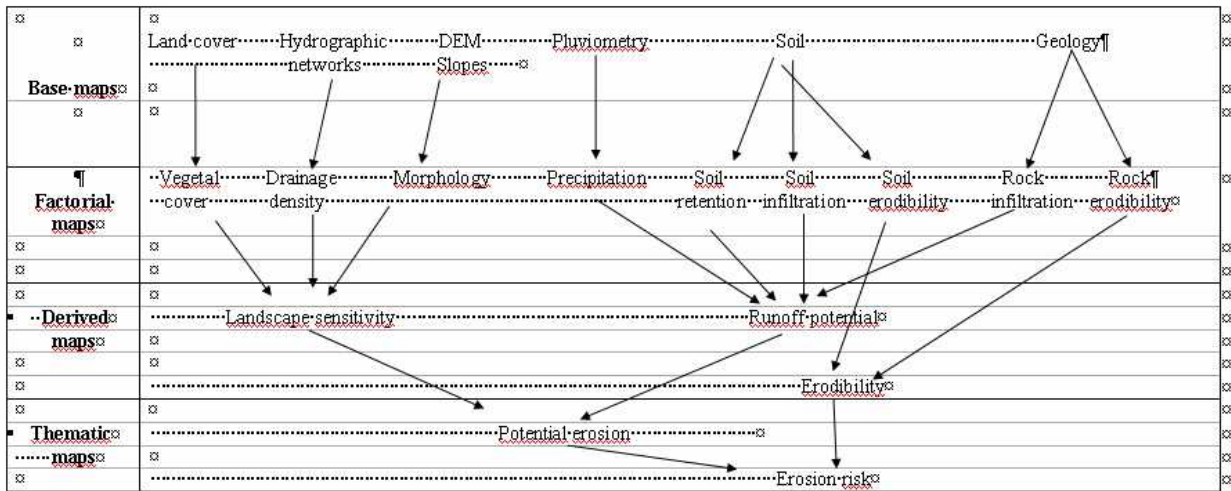 Land cover Hydrographic DEM Pluviometry Soil Geology
networks Slopes
Base maps
Vegetal Drainage Morphology Precipitation Soil Soil Soil Rock Rock
Factorial cover density retention infiltration erodibility infiltration erodibility
maps
Derived Landscape sensitivity Runoff potential
maps
Erodibility
Thematic Potential erosion
maps
Erosion risk